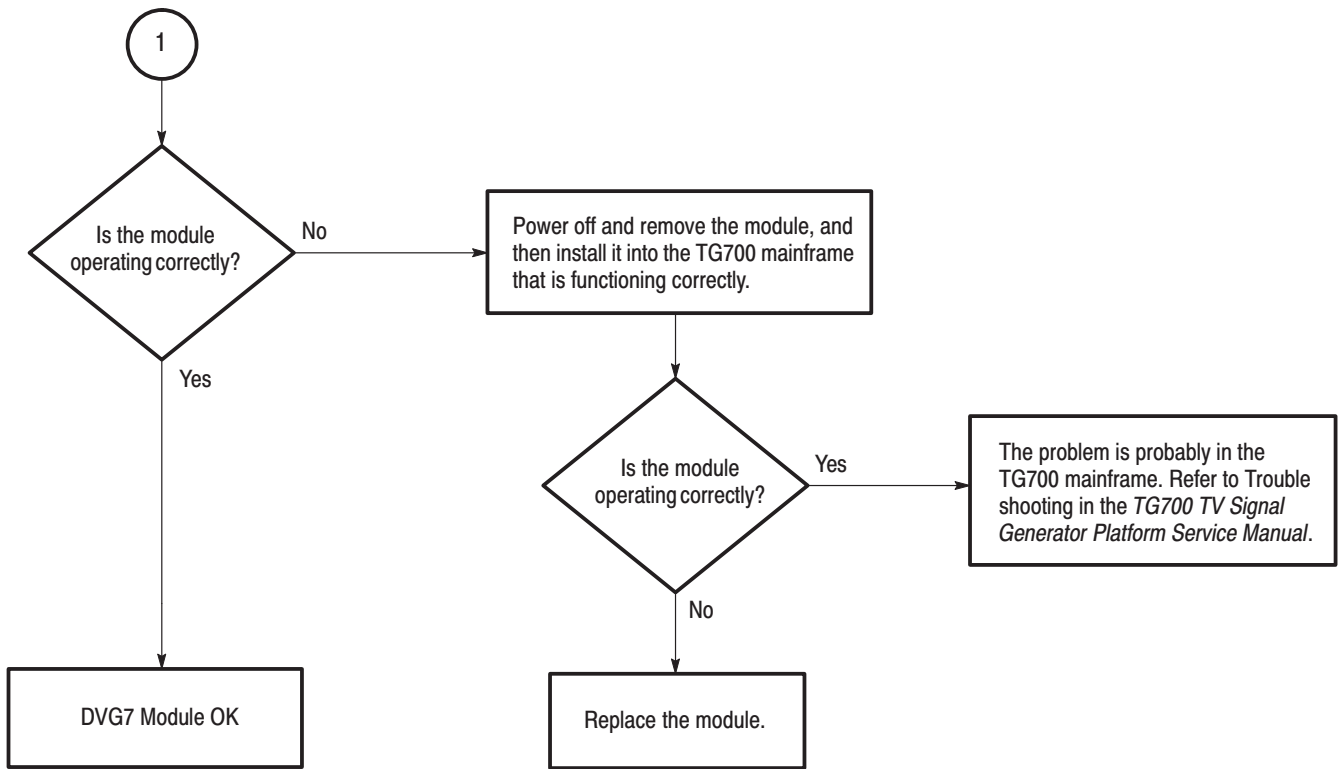 1
Is the module
operating correctly?
No
Power off and remove the module, and
then install it into the TG700 mainframe
that is functioning correctly.
Yes
Is the module
operating correctly?
Yes
The problem is probably in the
TG700 mainframe. Refer to Trouble
shooting in the TG700 TV Signal
Generator Platform Service Manual.
No
DVG7 Module OK
Replace the module.